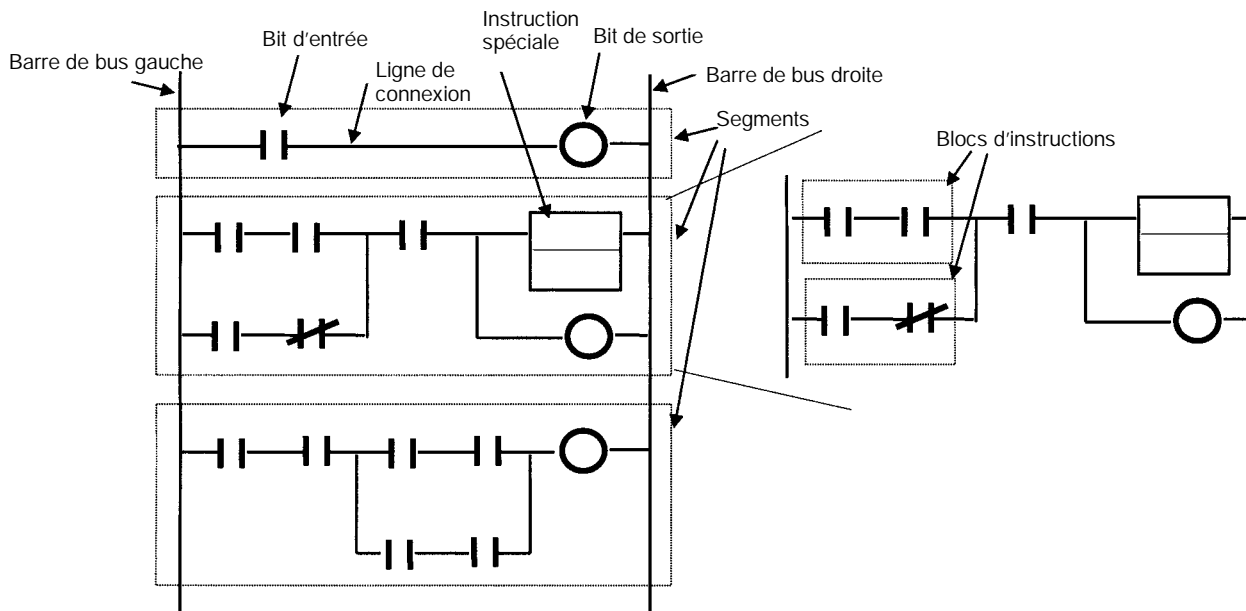 Instruction
spéciale
Bit d'entrée
Bit de sortie
Barre de bus gauche
Ligne de
connexion
Barre de bus droite
Segments
Blocs d'instructions